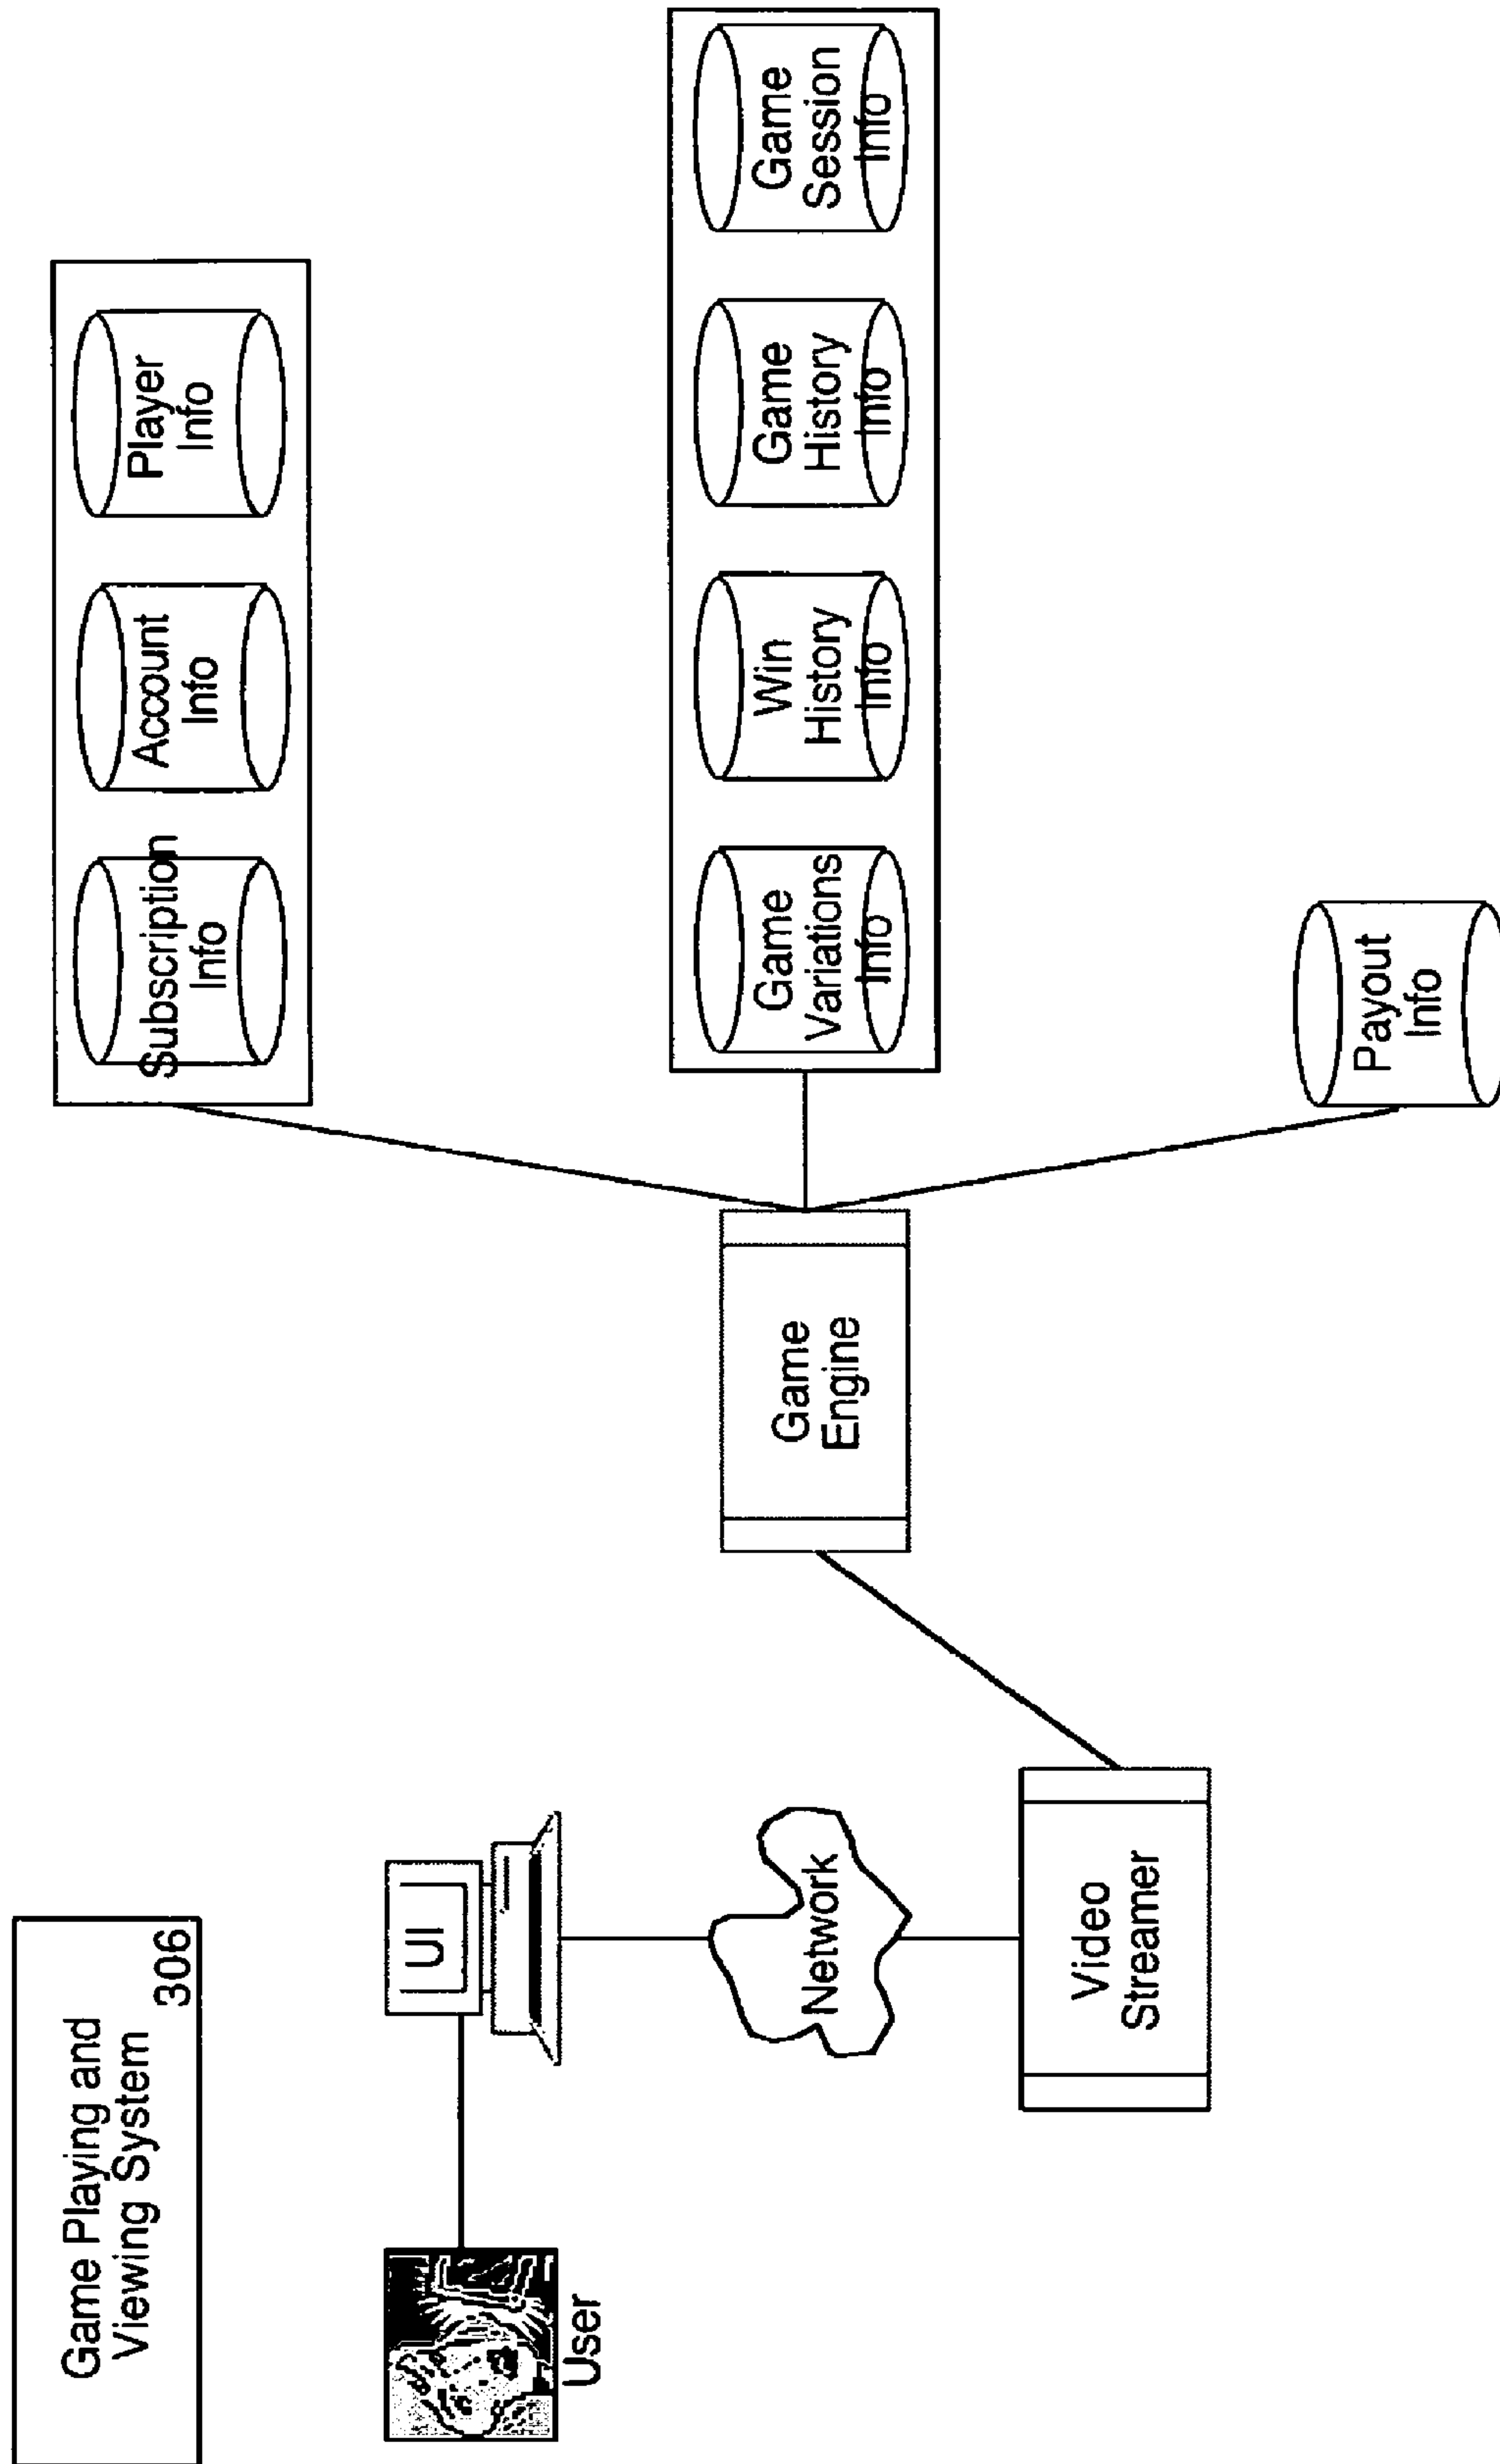 Game Playing and
Viewing System
306
User
UI
Network
Video
Streamer
Game
Engine
Subscription
Info
Account
Info
Player
Info
Game
Variations
Info
Win
History
Info
Game
History
Info
Game
Session
Info
Payout
Info